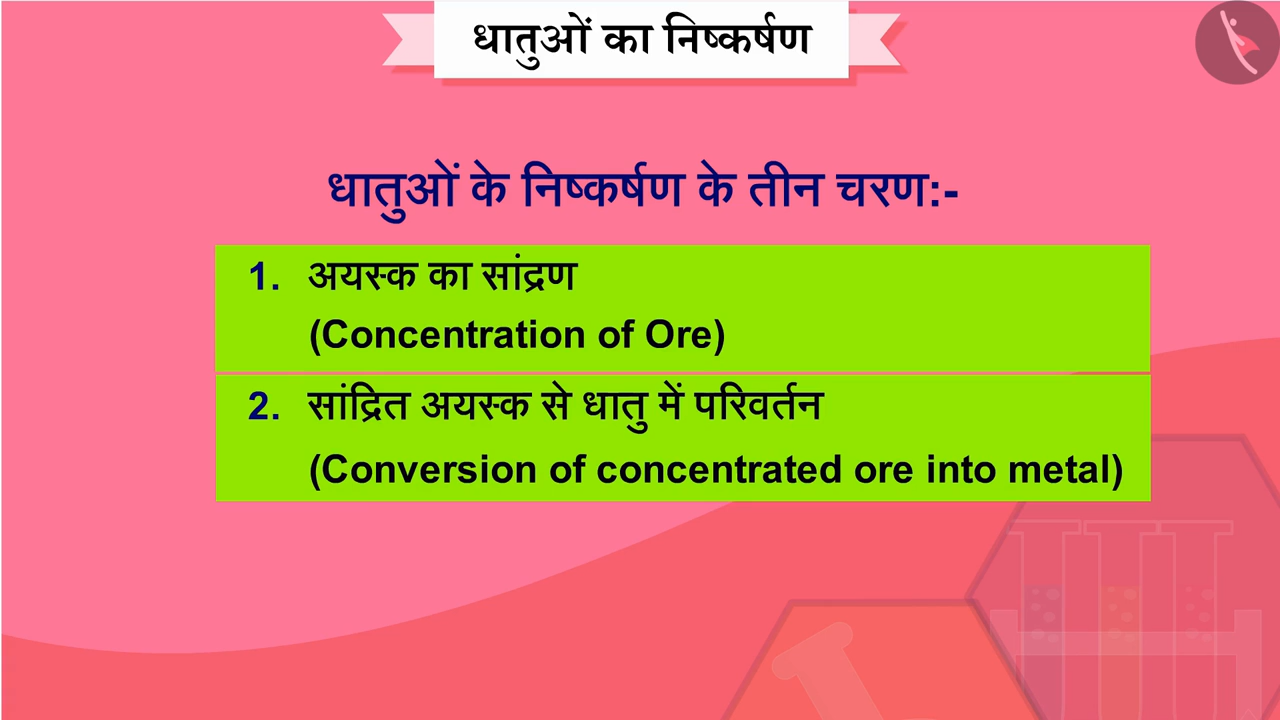 धातुओं का निष्कर्षण
धातुओं के निष्कर्षण के तीन चरण:-
1. अयस्क का सांद्रण
(Concentration of Ore)
2. सांद्रित अयस्क से धातु में परिवर्तन
(Conversion of concentrated ore into metal)